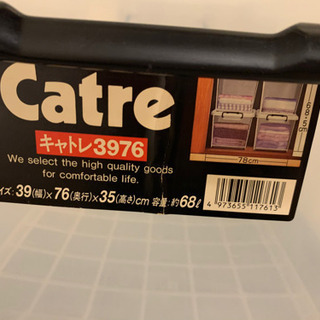 Catre
キャトレ3976
We select the high quality goods
for comfortable life.
イズ:39(幅)×76(奥行)×35(高さ)cm 容量:約68ℓ
78cm
4 973655 117613